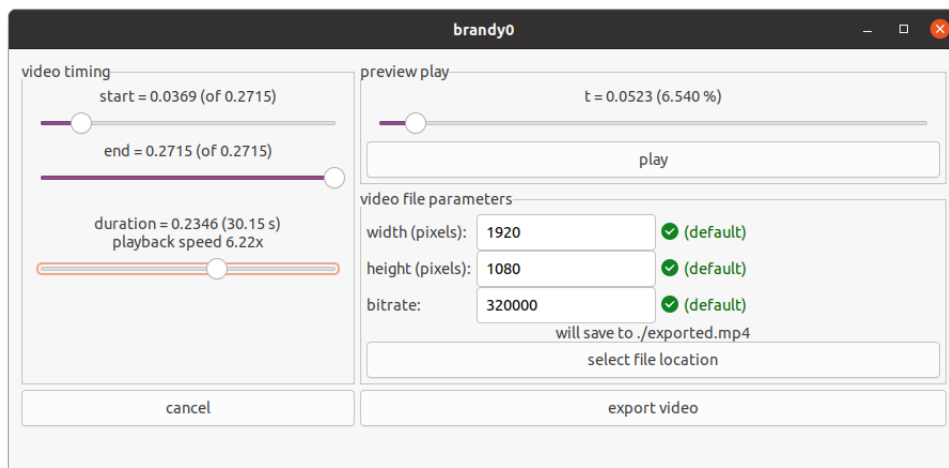 brandy0
video timing
start = 0.0369 (of 0.2715)
end = 0.2715 (of 0.2715)
duration = 0.2346 (30.15 s)
playback speed 6.22x
preview play
t = 0.0523 (6.540 %)
play
video file parameters
width (pixels): 1920 (default)
height (pixels): 1080 (default)
bitrate: 320000 (default)
will save to ./exported.mp4
select file location
cancel
export video